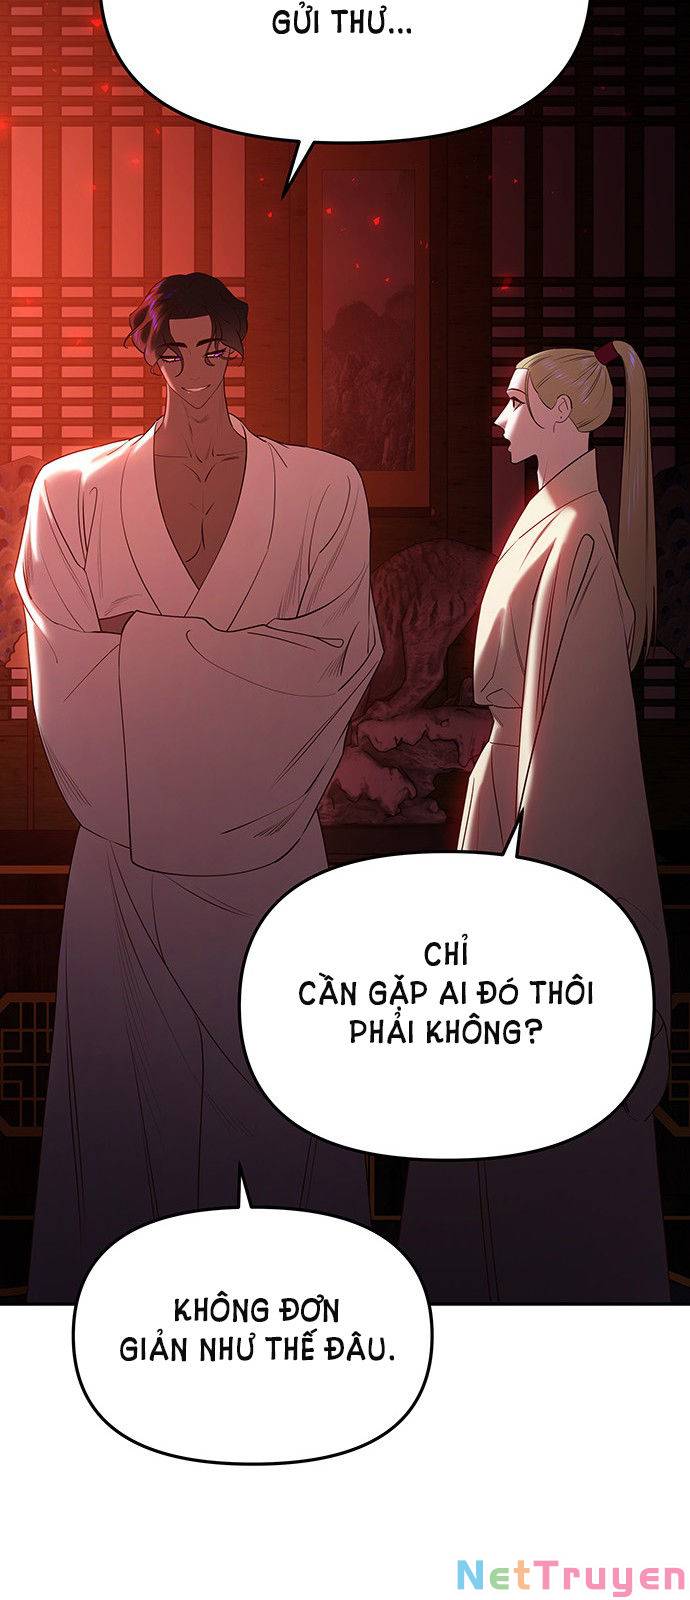 GỬI THƯ...
CHỈ
CẦN GẶP AI ĐÓ THÔI
PHẢI KHÔNG?
KHÔNG ĐƠN
GIẢN NHƯ THẾ ĐÂU.
NetTruyen